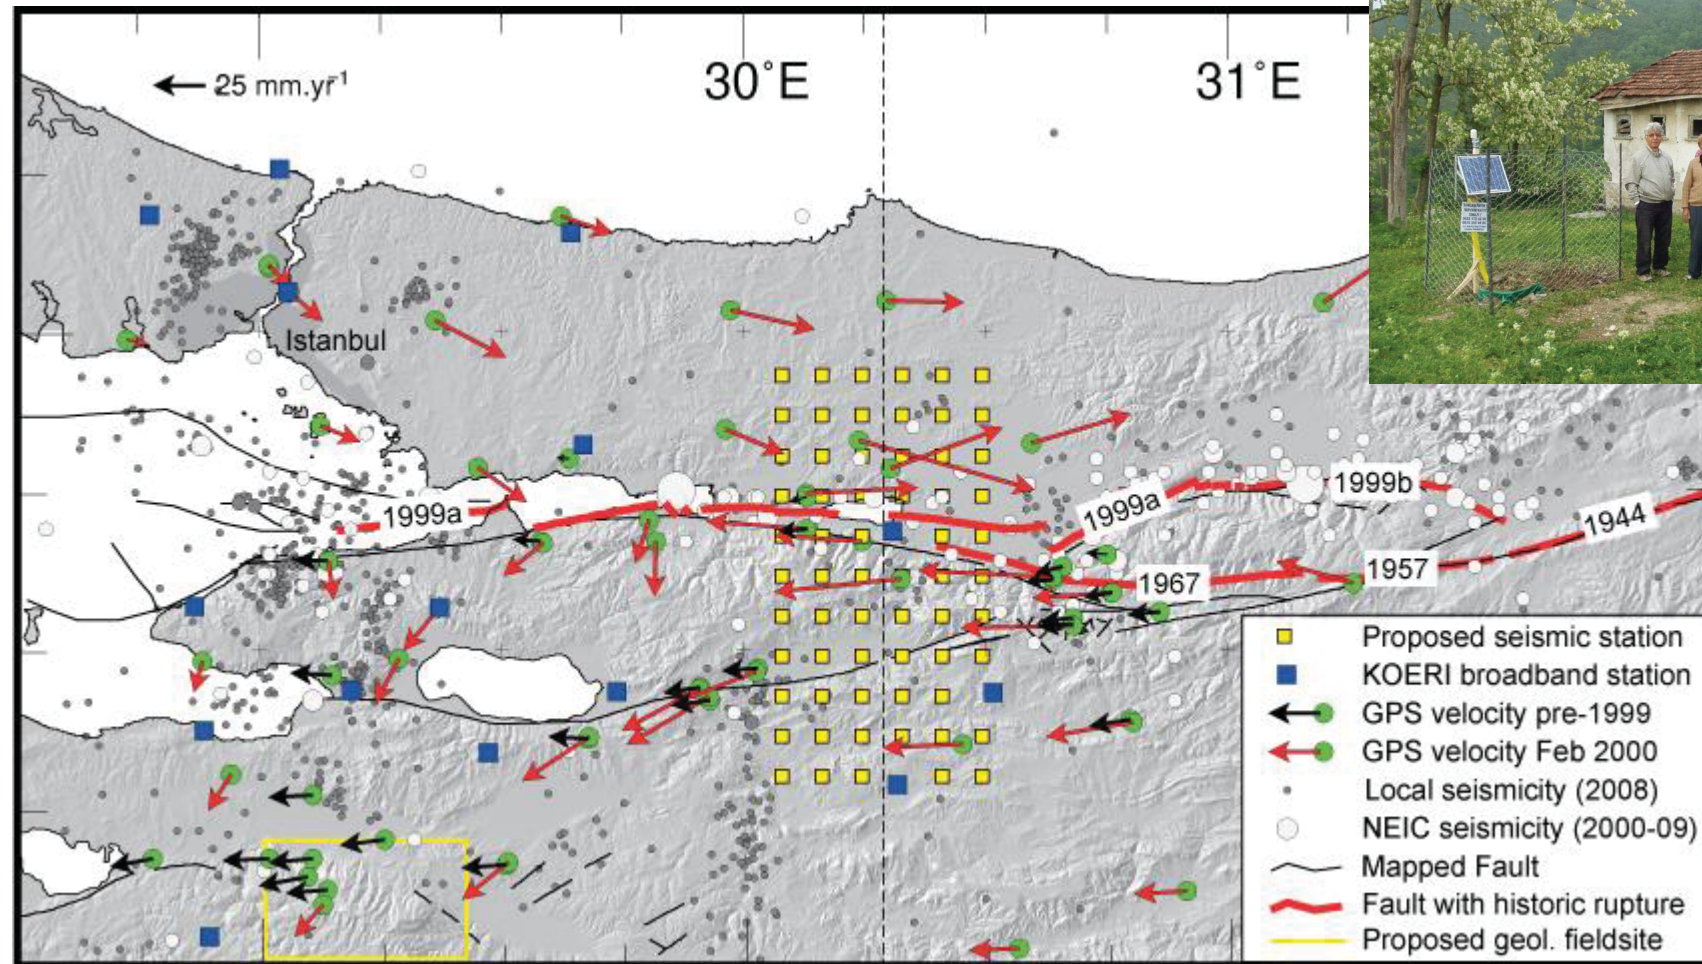 25 mm.yr-1
30°E
31°E
Istanbul
1999a
1999a
1999b
1944
1967
1957
Proposed seismic station
KOERI broadband station
GPS velocity pre-1999
GPS velocity Feb 2000
Local seismicity (2008)
NEIC seismicity (2000-09)
Mapped Fault
Fault with historic rupture
Proposed geol. fieldsite